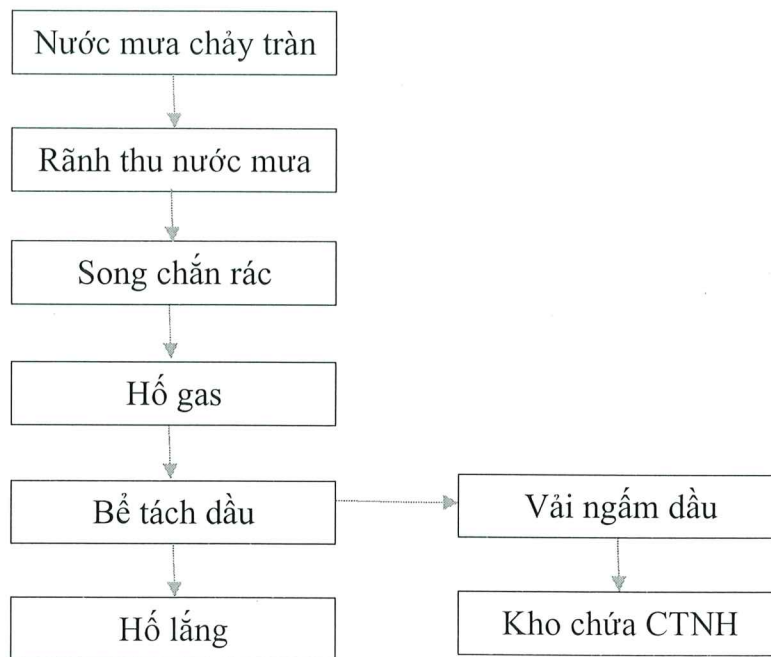 Nước mưa chảy tràn
Rãnh thu nước mưa
Song chắn rác
Hố gas
Bể tách dầu
Vải ngấm dầu
Hố lắng
Kho chứa CTNH